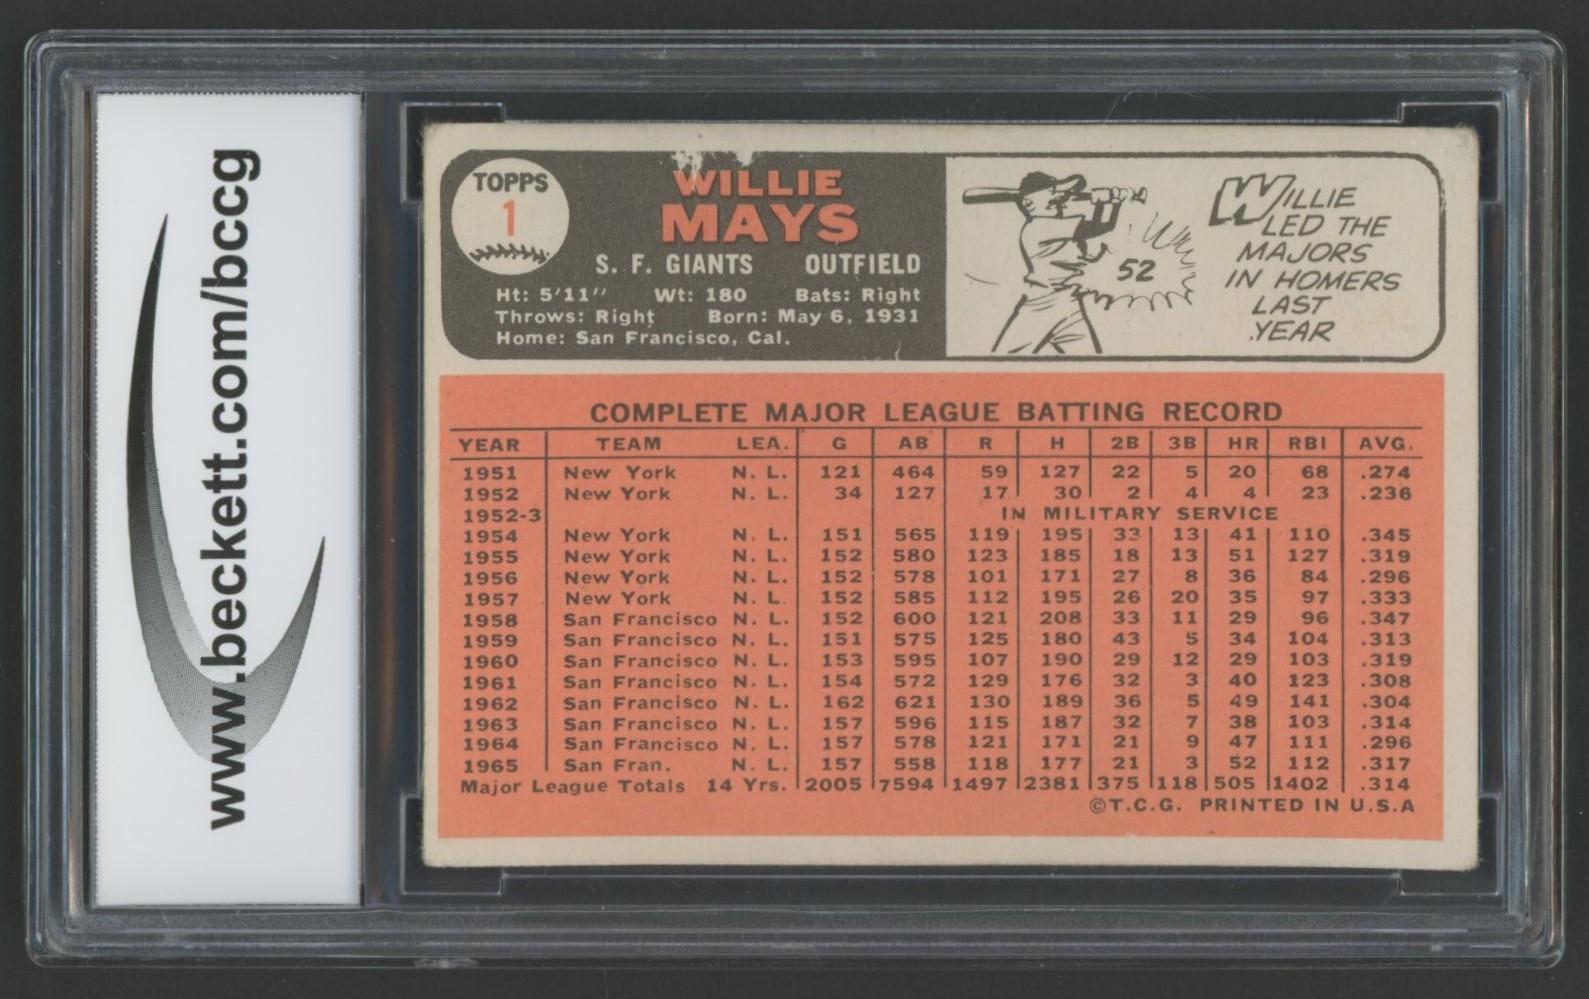 www.beckett.com/bccg
TOPPS
1
WILLIE
MAYS
S. F. GIANTS OUTFIELD
Ht: 5'11" Wt: 180 Bats: Right
Throws: Right Born: May 6, 1931
Home: San Francisco, Cal.
52
WILLIE
LED THE
MAJORS
IN HOMERS
LAST
YEAR
COMPLETE MAJOR LEAGUE BATTING RECORD
YEAR TEAM LEA. G AB R H 2B 3B HR RBI AVG.
1951 New York N. L. 121 464 59 127 22 5 20 68 .274
1952 New York N. L. 34 127 17 30 2 4 4 23 .236
1952-3 IN MILITARY SERVICE
1954 New York N. L. 151 565 119 195 33 13 41 110 .345
1955 New York N. L. 152 580 123 185 18 13 51 127 .319
1956 New York N. L. 152 578 101 171 27 8 36 84 .296
1957 New York N. L. 152 585 112 195 26 20 35 97 .333
1958 San Francisco N. L. 152 600 121 208 33 11 29 96 .347
1959 San Francisco N. L. 151 575 125 180 43 5 34 104 .313
1960 San Francisco N. L. 153 595 107 190 29 12 29 103 .319
1961 San Francisco N. L. 154 572 129 176 32 3 40 123 .308
1962 San Francisco N. L. 162 621 130 189 36 5 49 141 .304
1963 San Francisco N. L. 157 596 115 187 32 7 38 103 .314
1964 San Francisco N. L. 157 578 121 171 21 9 47 111 .296
1965 San Fran. N. L. 157 558 118 177 21 3 52 112 .317
Major League Totals 14 Yrs. 2005 7594 1497 2381 375 118 505 1402 .314
©T.C.G. PRINTED IN U.S.A